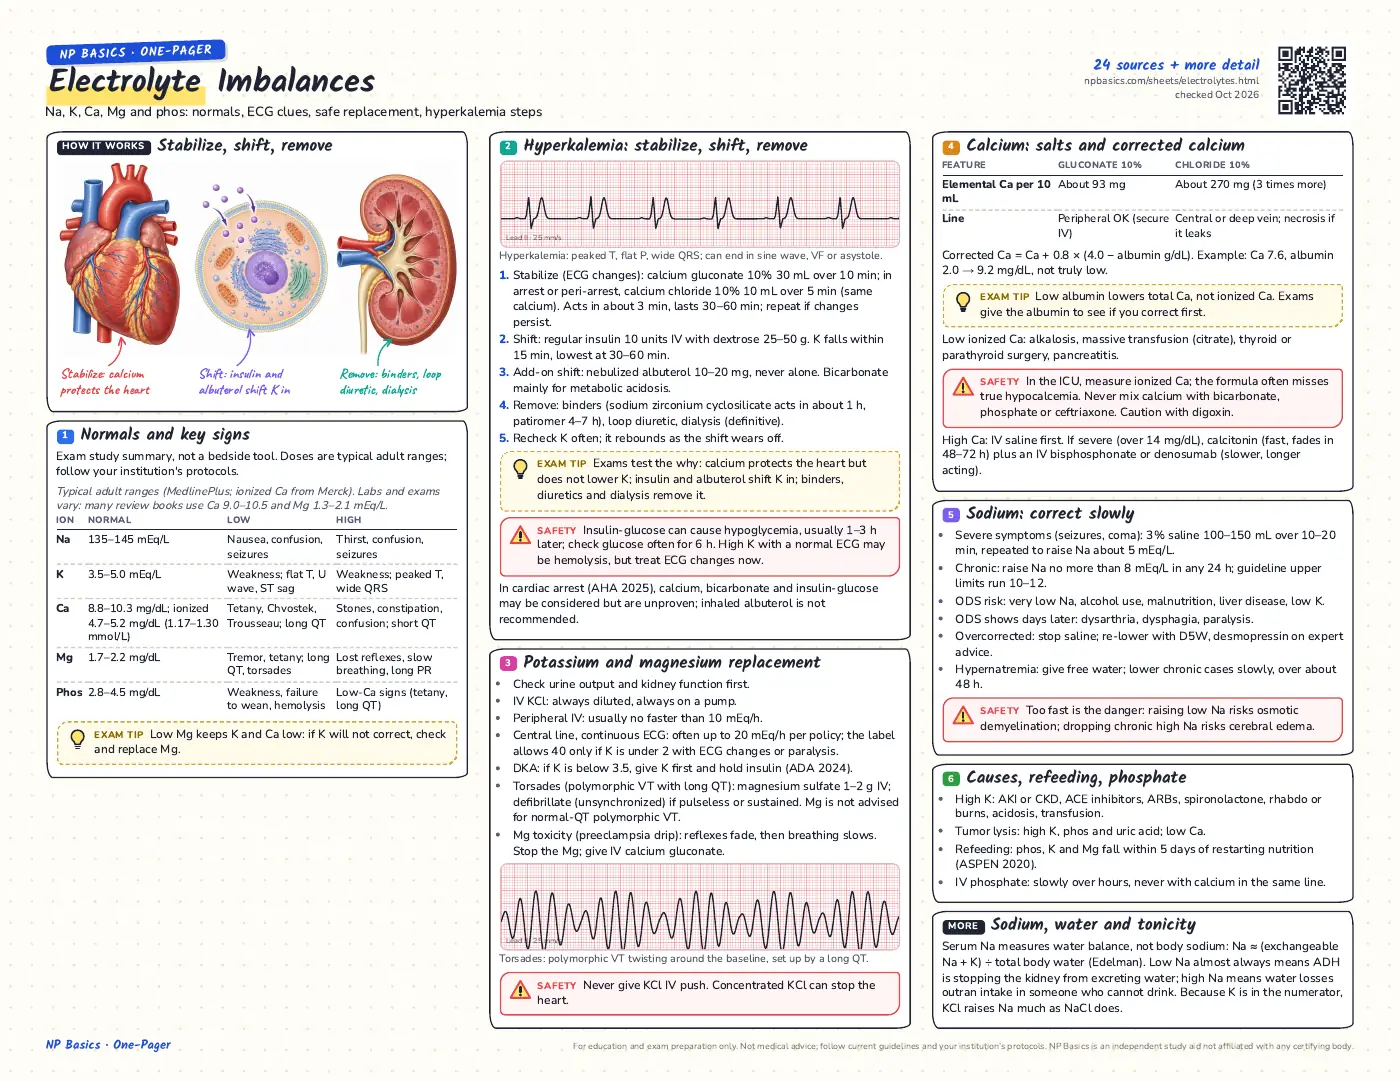 NP BASICS · ONE-PAGER
Electrolyte Imbalances
Na, K, Ca, Mg and phos: normals, ECG clues, safe replacement, hyperkalemia steps
24 sources + more detail
npbasics.com/sheets/electrolytes.html
checked Oct 2026
HOW IT WORKS Stabilize, shift, remove
Stabilize: calcium
protects the heart
Shift: insulin and
albuterol shift K in
Remove: binders, loop
diuretic, dialysis
1 Normals and key signs
Exam study summary, not a bedside tool. Doses are typical adult ranges;
follow your institution's protocols.
Typical adult ranges (MedlinePlus; ionized Ca from Merck). Labs and exams
vary: many review books use Ca 9.0–10.5 and Mg 1.3–2.1 mEq/L.
ION NORMAL LOW HIGH
Na 135–145 mEq/L Nausea, confusion, Thirst, confusion,
seizures seizures
K 3.5–5.0 mEq/L Weakness; flat T, U Weakness; peaked T,
wave, ST sag wide QRS
Ca 8.8–10.3 mg/dL; ionized Tetany, Chvostek, Stones, constipation,
4.7–5.2 mg/dL (1.17–1.30 Trousseau; long QT confusion; short QT
mmol/L)
Mg 1.7–2.2 mg/dL Tremor, tetany; long Lost reflexes, slow
QT, torsades breathing, long PR
Phos 2.8–4.5 mg/dL Weakness, failure Low-Ca signs (tetany,
to wean, hemolysis long QT)
EXAM TIP Low Mg keeps K and Ca low: if K will not correct, check
and replace Mg.
2 Hyperkalemia: stabilize, shift, remove
Lead II · 25 mm/s
Hyperkalemia: peaked T, flat P, wide QRS; can end in sine wave, VF or asystole.
1. Stabilize (ECG changes): calcium gluconate 10% 30 mL over 10 min; in
arrest or peri-arrest, calcium chloride 10% 10 mL over 5 min (same
calcium). Acts in about 3 min, lasts 30–60 min; repeat if changes
persist.
2. Shift: regular insulin 10 units IV with dextrose 25–50 g. K falls within
15 min, lowest at 30–60 min.
3. Add-on shift: nebulized albuterol 10–20 mg, never alone. Bicarbonate
mainly for metabolic acidosis.
4. Remove: binders (sodium zirconium cyclosilicate acts in about 1 h,
patiromer 4–7 h), loop diuretic, dialysis (definitive).
5. Recheck K often; it rebounds as the shift wears off.
EXAM TIP Exams test the why: calcium protects the heart but
does not lower K; insulin and albuterol shift K in; binders,
diuretics and dialysis remove it.
SAFETY Insulin-glucose can cause hypoglycemia, usually 1–3 h
later; check glucose often for 6 h. High K with a normal ECG may
be hemolysis, but treat ECG changes now.
In cardiac arrest (AHA 2025), calcium, bicarbonate and insulin-glucose
may be considered but are unproven; inhaled albuterol is not
recommended.
3 Potassium and magnesium replacement
• Check urine output and kidney function first.
• IV KCl: always diluted, always on a pump.
• Peripheral IV: usually no faster than 10 mEq/h.
• Central line, continuous ECG: often up to 20 mEq/h per policy; the label
allows 40 only if K is under 2 with ECG changes or paralysis.
• DKA: if K is below 3.5, give K first and hold insulin (ADA 2024).
• Torsades (polymorphic VT with long QT): magnesium sulfate 1–2 g IV;
defibrillate (unsynchronized) if pulseless or sustained. Mg is not advised
for normal-QT polymorphic VT.
• Mg toxicity (preeclampsia drip): reflexes fade, then breathing slows.
Stop the Mg; give IV calcium gluconate.
Lead II · 25 mm/s
Torsades: polymorphic VT twisting around the baseline, set up by a long QT.
SAFETY Never give KCl IV push. Concentrated KCl can stop the
heart.
4 Calcium: salts and corrected calcium
FEATURE GLUCONATE 10% CHLORIDE 10%
Elemental Ca per 10 About 93 mg About 270 mg (3 times more)
mL
Line Peripheral OK (secure Central or deep vein; necrosis if
IV) it leaks
Corrected Ca = Ca + 0.8 × (4.0 − albumin g/dL). Example: Ca 7.6, albumin
2.0 → 9.2 mg/dL, not truly low.
EXAM TIP Low albumin lowers total Ca, not ionized Ca. Exams
give the albumin to see if you correct first.
Low ionized Ca: alkalosis, massive transfusion (citrate), thyroid or
parathyroid surgery, pancreatitis.
SAFETY In the ICU, measure ionized Ca; the formula often misses
true hypocalcemia. Never mix calcium with bicarbonate,
phosphate or ceftriaxone. Caution with digoxin.
High Ca: IV saline first. If severe (over 14 mg/dL), calcitonin (fast, fades in
48–72 h) plus an IV bisphosphonate or denosumab (slower, longer
acting).
5 Sodium: correct slowly
• Severe symptoms (seizures, coma): 3% saline 100–150 mL over 10–20
min, repeated to raise Na about 5 mEq/L.
• Chronic: raise Na no more than 8 mEq/L in any 24 h; guideline upper
limits run 10–12.
• ODS risk: very low Na, alcohol use, malnutrition, liver disease, low K.
• ODS shows days later: dysarthria, dysphagia, paralysis.
• Overcorrected: stop saline; re-lower with D5W, desmopressin on expert
advice.
• Hypernatremia: give free water; lower chronic cases slowly, over about
48 h.
SAFETY Too fast is the danger: raising low Na risks osmotic
demyelination; dropping chronic high Na risks cerebral edema.
6 Causes, refeeding, phosphate
• High K: AKI or CKD, ACE inhibitors, ARBs, spironolactone, rhabdo or
burns, acidosis, transfusion.
• Tumor lysis: high K, phos and uric acid; low Ca.
• Refeeding: phos, K and Mg fall within 5 days of restarting nutrition
(ASPEN 2020).
• IV phosphate: slowly over hours, never with calcium in the same line.
MORE Sodium, water and tonicity
Serum Na measures water balance, not body sodium: Na ≈ (exchangeable
Na + K) ÷ total body water (Edelman). Low Na almost always means ADH
is stopping the kidney from excreting water; high Na means water losses
outran intake in someone who cannot drink. Because K is in the numerator,
KCl raises Na much as NaCl does.
NP Basics · One-Pager
For education and exam preparation only. Not medical advice; follow current guidelines and your institution's protocols. NP Basics is an independent study aid not affiliated with any certifying body.